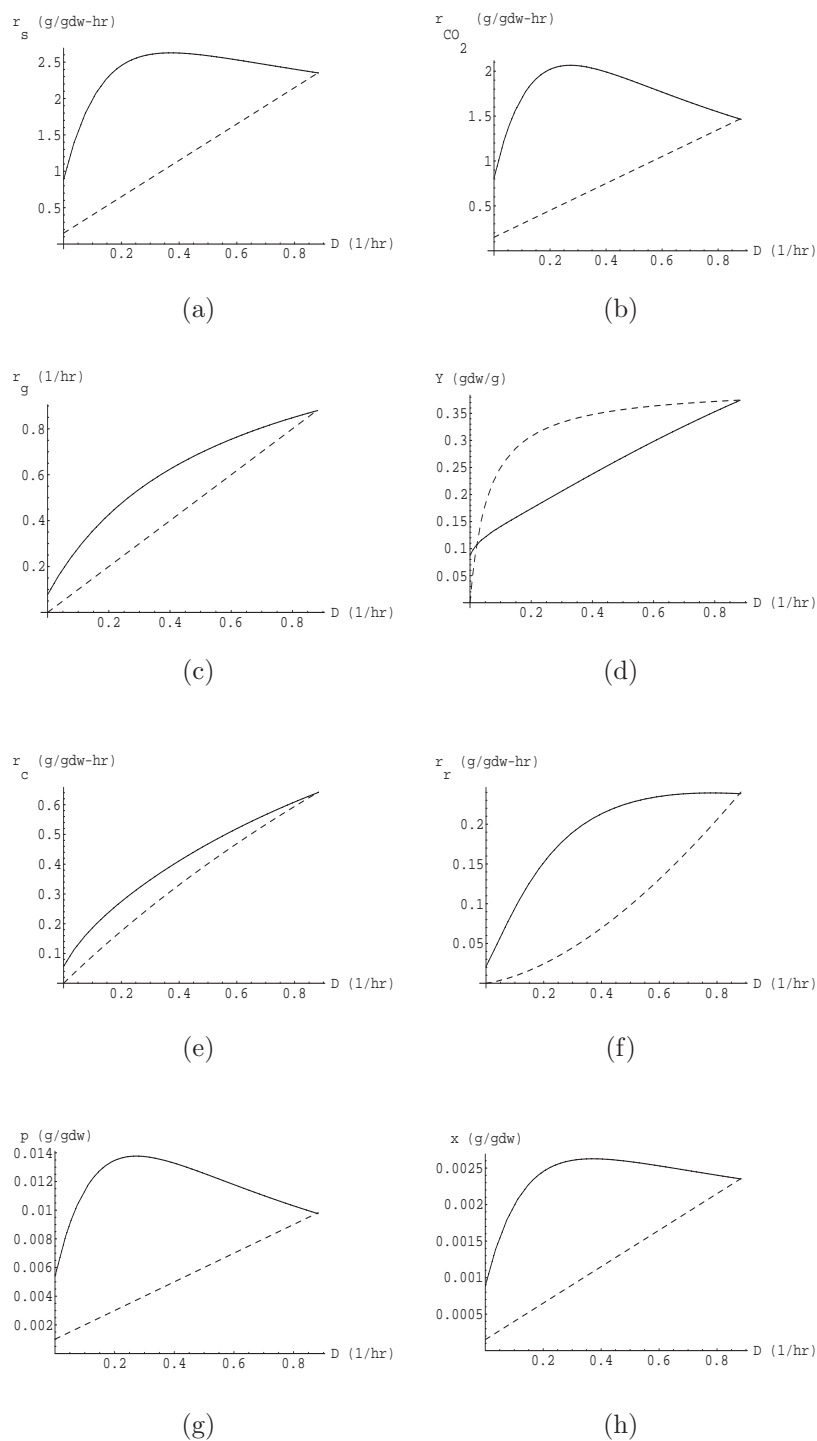 r_s (g/gdw-hr)
2.5
2
1.5
1
0.5
0.2 0.4 0.6 0.8 D (1/hr)
(a)
r_CO_2 (g/gdw-hr)
2
1.5
1
0.5
0.2 0.4 0.6 0.8 D (1/hr)
(b)
r_g (1/hr)
0.8
0.6
0.4
0.2
0.2 0.4 0.6 0.8 D (1/hr)
(c)
Y (gdw/g)
0.35
0.3
0.25
0.2
0.15
0.1
0.05
0.2 0.4 0.6 0.8 D (1/hr)
(d)
r_c (g/gdw-hr)
0.6
0.5
0.4
0.3
0.2
0.1
0.2 0.4 0.6 0.8 D (1/hr)
(e)
r_r (g/gdw-hr)
0.2
0.15
0.1
0.05
0.2 0.4 0.6 0.8 D (1/hr)
(f)
p (g/gdw)
0.014
0.012
0.01
0.008
0.006
0.004
0.002
0.2 0.4 0.6 0.8 D (1/hr)
(g)
x (g/gdw)
0.0025
0.002
0.0015
0.001
0.0005
0.2 0.4 0.6 0.8 D (1/hr)
(h)